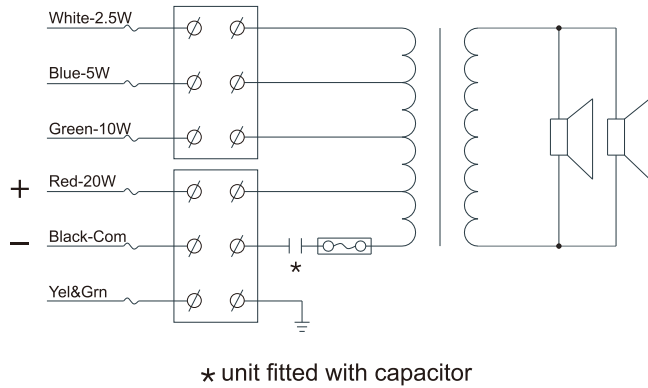 White-2.5W
Blue-5W
Green-10W
+ Red-20W
− Black-Com
*
Yel&Grn
* unit fitted with capacitor